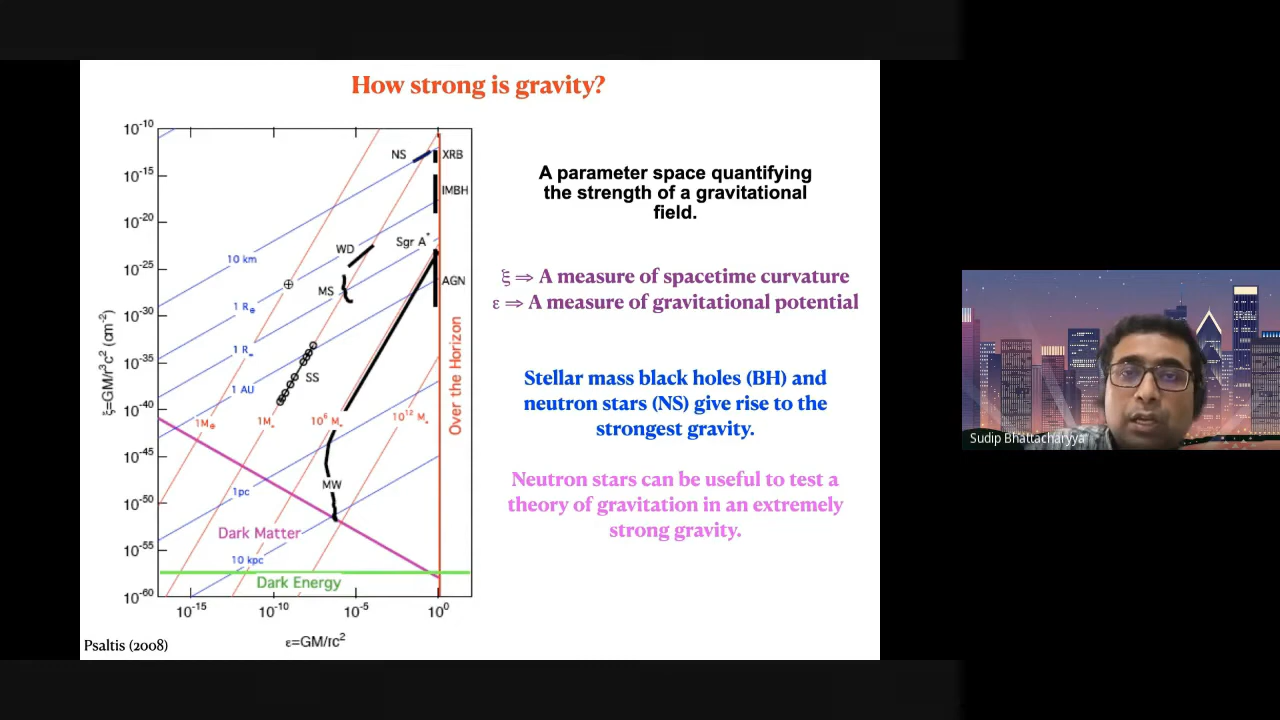 How strong is gravity?
10-10
10-15
10-20
10-25
10-30
10-35
10-40
10-45
10-50
10-55
10-60
ξ=GM/r3c2 (cm-2)
NS
XRB
IMBH
WD
Sgr A*
10 km
AGN
MS
1 R⊕
1 R
SS
1 AU
1M⊕
1M
106 M
1012 M
Over the Horizon
MW
1pc
Dark Matter
10 kpc
Dark Energy
10-15
10-10
10-5
100
ε=GM/rc2
Psaltis (2008)
A parameter space quantifying
the strength of a gravitational
field.
ξ ⇒ A measure of spacetime curvature
ε ⇒ A measure of gravitational potential
Stellar mass black holes (BH) and
neutron stars (NS) give rise to the
strongest gravity.
Neutron stars can be useful to test a
theory of gravitation in an extremely
strong gravity.
Sudip Bhattacharyya